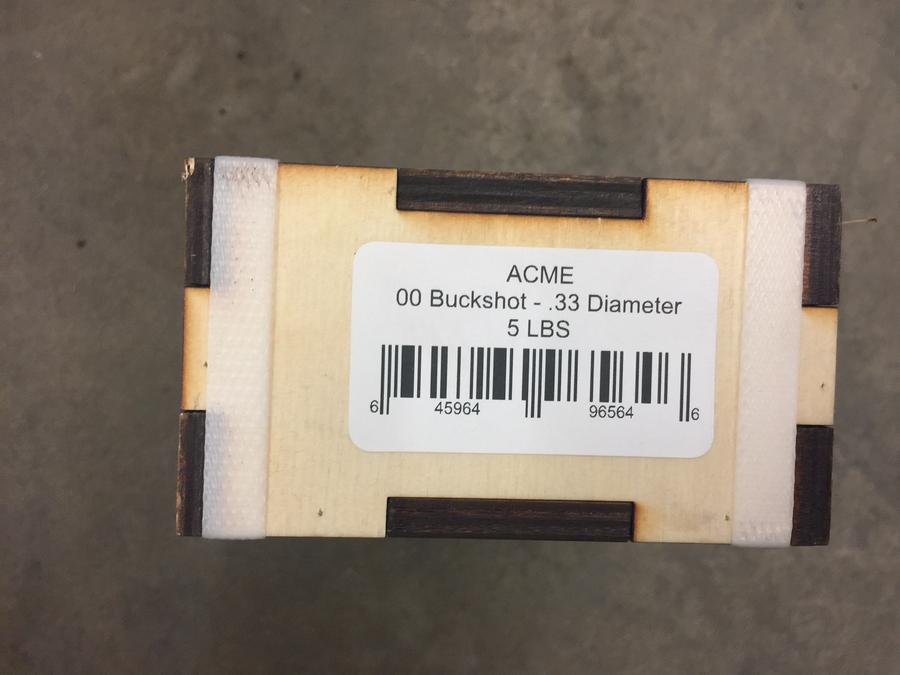 ACME
00 Buckshot - .33 Diameter
5 LBS
6 45964 96564 6